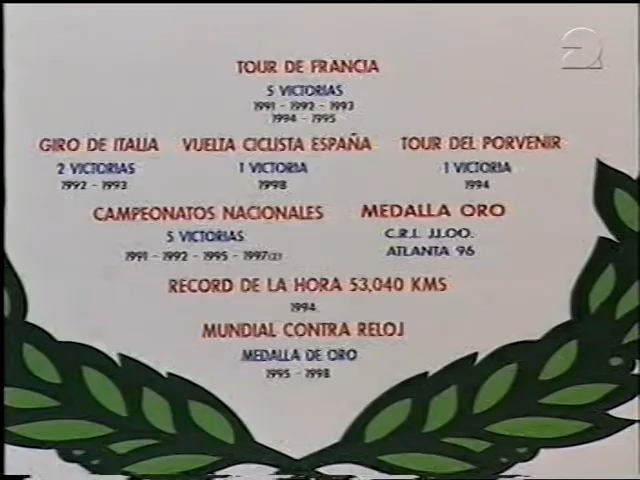 TOUR DE FRANCIA
5 VICTORIAS
1991 - 1992 - 1993
1994 - 1995
GIRO DE ITALIA VUELTA CICLISTA ESPAÑA TOUR DEL PORVENIR
2 VICTORIAS 1 VICTORIA 1 VICTORIA
1992 - 1993 1998 1994
CAMPEONATOS NACIONALES MEDALLA ORO
5 VICTORIAS C.R.I. JJ.OO.
1991 - 1992 - 1995 - 1997(2) ATLANTA 96
RECORD DE LA HORA 53,040 KMS
1994
MUNDIAL CONTRA RELOJ
MEDALLA DE ORO
1995 - 1998